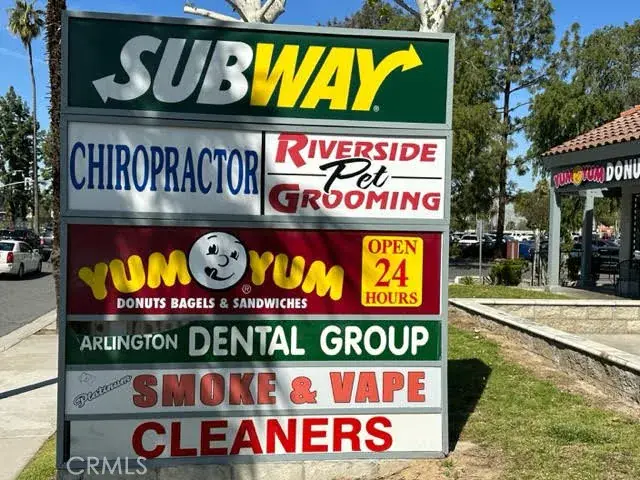 SUBWAY®
CHIROPRACTOR
RIVERSIDE
Pet
GROOMING
YUM YUM®
DONUTS BAGELS & SANDWICHES
OPEN
24
HOURS
ARLINGTON DENTAL GROUP
Platinum SMOKE & VAPE
CLEANERS
YUM YUM DONU
CRMLS